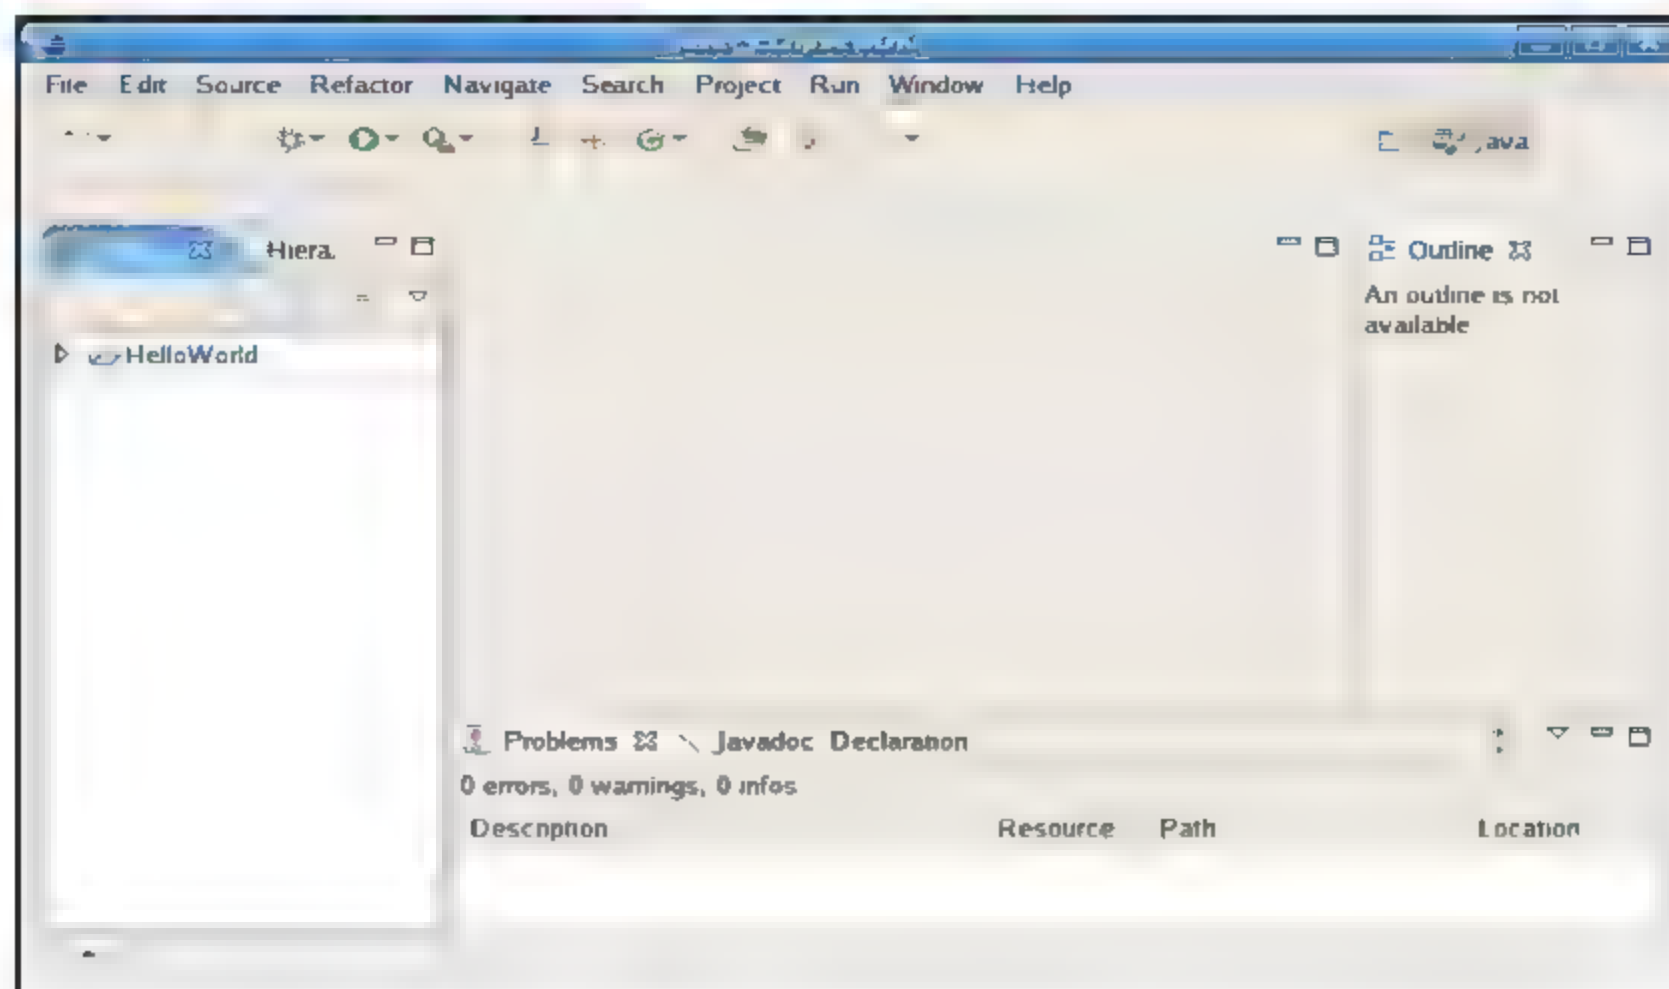 File Edit Source Refactor Navigate Search Project Run Window Help
Java
Hiera.
Outline
An outline is not
available
HelloWorld
Problems Javadoc Declaration
0 errors, 0 warnings, 0 infos
Description Resource Path Location